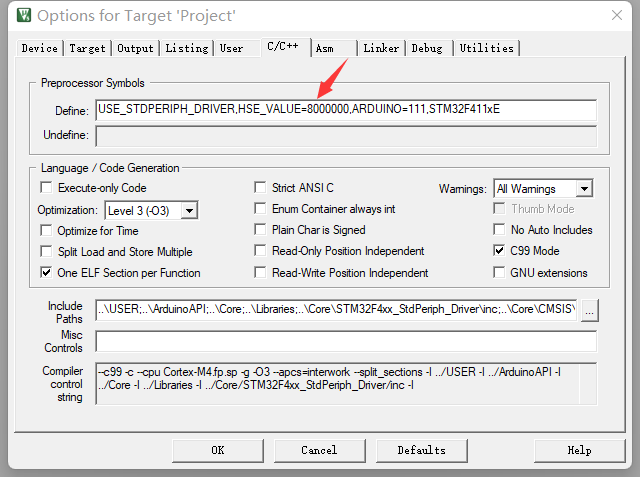 Options for Target 'Project'
Device Target Output Listing User C/C++ Asm Linker Debug Utilities
Preprocessor Symbols
Define: USE_STDPERIPH_DRIVER,HSE_VALUE=8000000,ARDUINO=111,STM32F411xE
Undefine:
Language / Code Generation
Execute-only Code Strict ANSI C Warnings: All Warnings
Optimization: Level 3 (-O3) Enum Container always int Thumb Mode
Optimize for Time Plain Char is Signed No Auto Includes
Split Load and Store Multiple Read-Only Position Independent C99 Mode
One ELF Section per Function Read-Write Position Independent GNU extensions
Include Paths ..\USER;..\ArduinoAPI;..\Core;..\Libraries;..\Core\STM32F4xx_StdPeriph_Driver\inc;..\Core\CMSIS\ ...
Misc Controls
Compiler control string
--c99 -c --cpu Cortex-M4.fp.sp -g -O3 --apcs=interwork --split_sections -I ../USER -I ../ArduinoAPI -I
../Core -I ../Libraries -I ../Core/STM32F4xx_StdPeriph_Driver/inc -I
OK Cancel Defaults Help